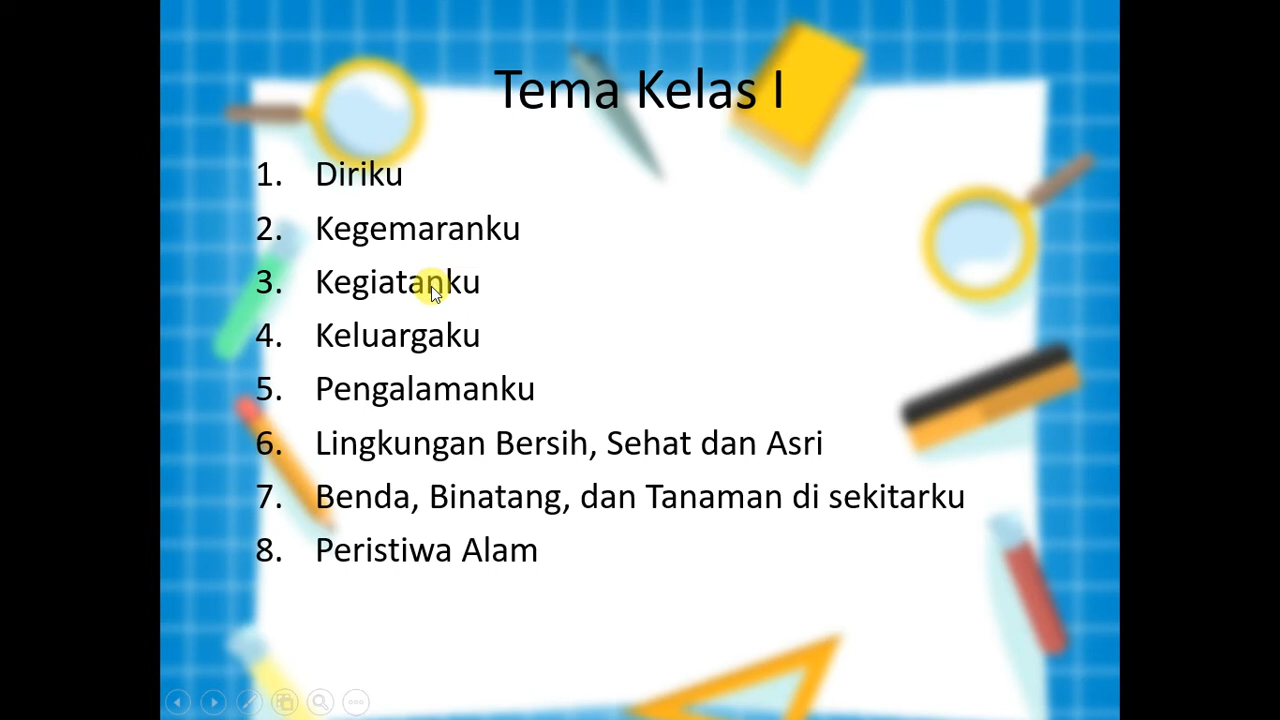 Tema Kelas I
1. Diriku
2. Kegemaranku
3. Kegiatanku
4. Keluargaku
5. Pengalamanku
6. Lingkungan Bersih, Sehat dan Asri
7. Benda, Binatang, dan Tanaman di sekitarku
8. Peristiwa Alam